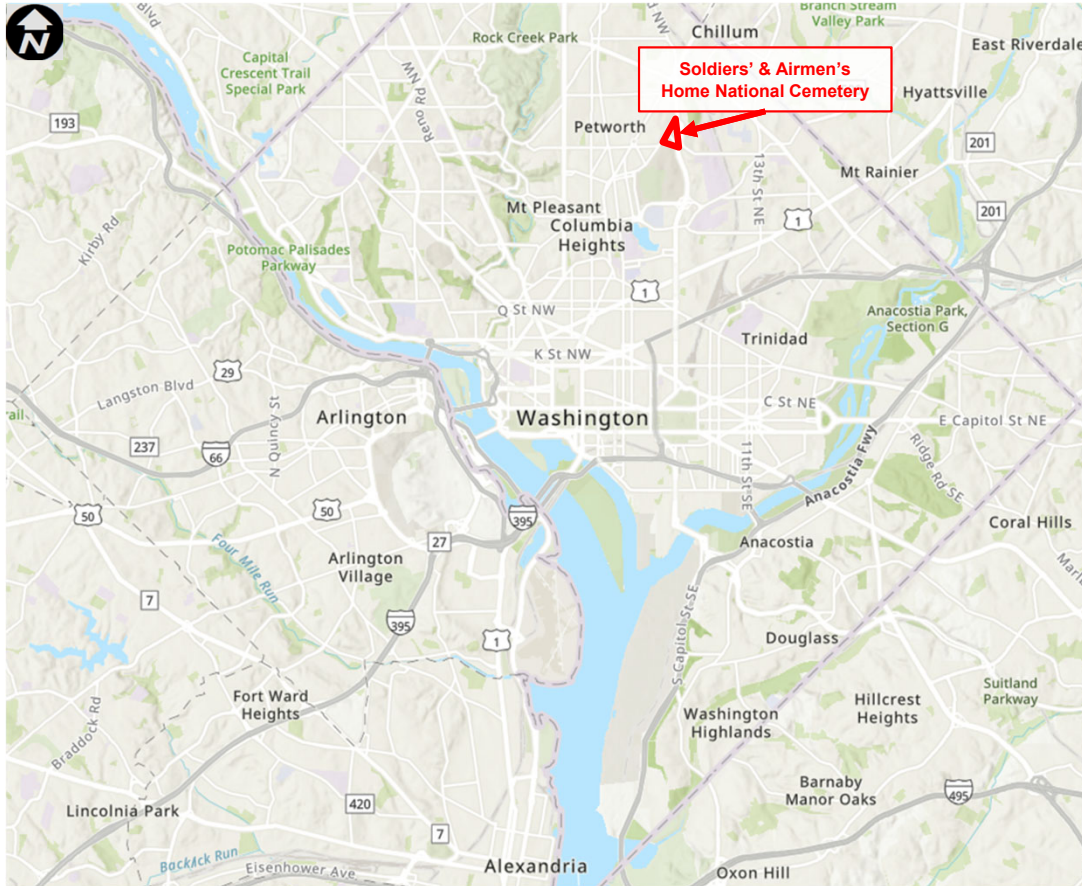 N
Blvd
PD NW
Branch Stream
Valley Park
Rock Creek Park
Chillum
East Riverdale
Capital
Crescent Trail
Special Park
Reno Rd NW
Soldiers' & Airmen's
Home National Cemetery
Hyattsville
193
Petworth
201
13th St NE
Mt Rainier
Mt Pleasant
Columbia
Heights
1
201
Kirby Rd
Potomac Palisades
Parkway
1
Q St NW
Anacostia Park,
Section G
Trinidad
K St NW
29
Langston Blvd
rail
Arlington
Washington
C St NE
E Capitol St NE
N Quincy St
237
66
11th St SE
Anacostia Fwy
Ridge Rd SE
50
50
395
Coral Hills
27
Anacostia
Four Mile Run
Arlington
Village
Mar
7
395
1
S Capitol St SE
Douglass
Fort Ward
Heights
Suitland
Parkway
Hillcrest
Heights
Washington
Highlands
Braddock Rd
Barnaby
Manor Oaks
495
Lincolnia Park
420
7
Backlick Run
Eisenhower Ave
Alexandria
Oxon Hill